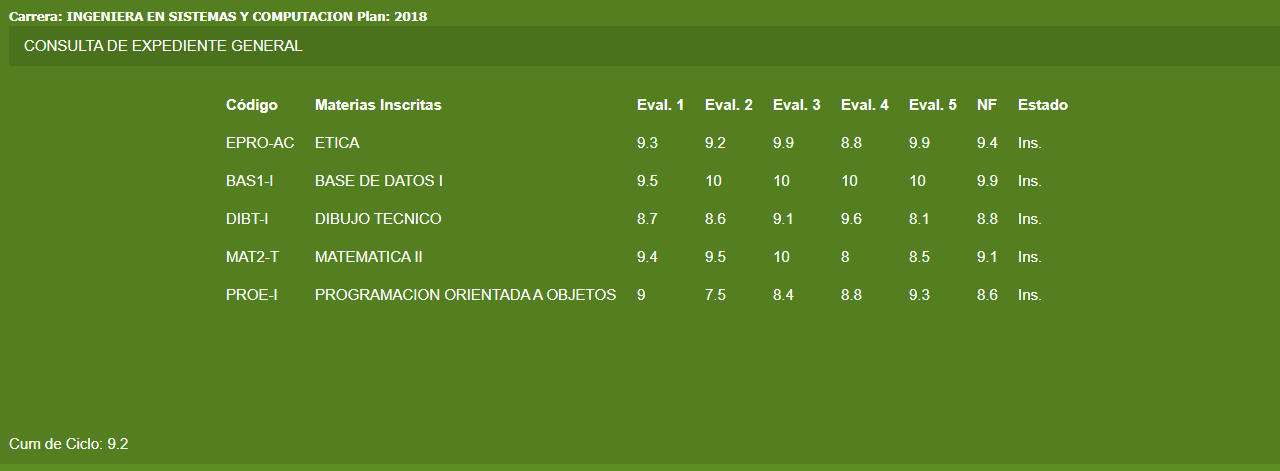 Carrera: INGENIERA EN SISTEMAS Y COMPUTACION Plan: 2018
CONSULTA DE EXPEDIENTE GENERAL
Código Materias Inscritas Eval. 1 Eval. 2 Eval. 3 Eval. 4 Eval. 5 NF Estado
EPRO-AC ETICA 9.3 9.2 9.9 8.8 9.9 9.4 Ins.
BAS1-I BASE DE DATOS I 9.5 10 10 10 10 9.9 Ins.
DIBT-I DIBUJO TECNICO 8.7 8.6 9.1 9.6 8.1 8.8 Ins.
MAT2-T MATEMATICA II 9.4 9.5 10 8 8.5 9.1 Ins.
PROE-I PROGRAMACION ORIENTADA A OBJETOS 9 7.5 8.4 8.8 9.3 8.6 Ins.
Cum de Ciclo: 9.2